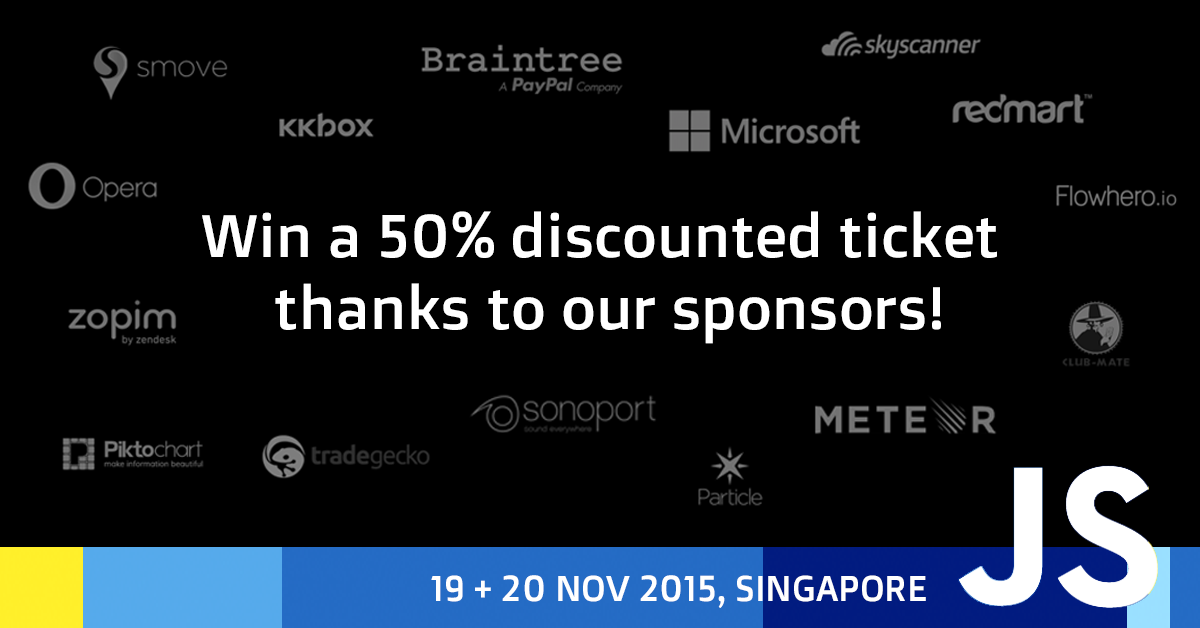 smove
Braintree
A PayPal Company
skyscanner
KKBOX
Microsoft
redmart™
Opera
Flowhero.io
Win a 50% discounted ticket
thanks to our sponsors!
zopim
by zendesk
CLUB-MATE
sonoport
sound everywhere
METEOR
Piktochart
make information beautiful
tradegecko
Particle
JS
19 + 20 NOV 2015, SINGAPORE